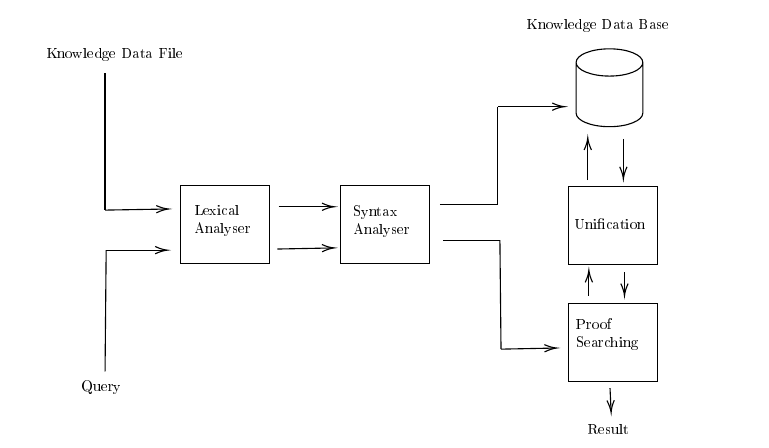 Knowledge Data Base
Knowledge Data File
Lexical
Analyser
Syntax
Analyser
Unification
Proof
Searching
Query
Result